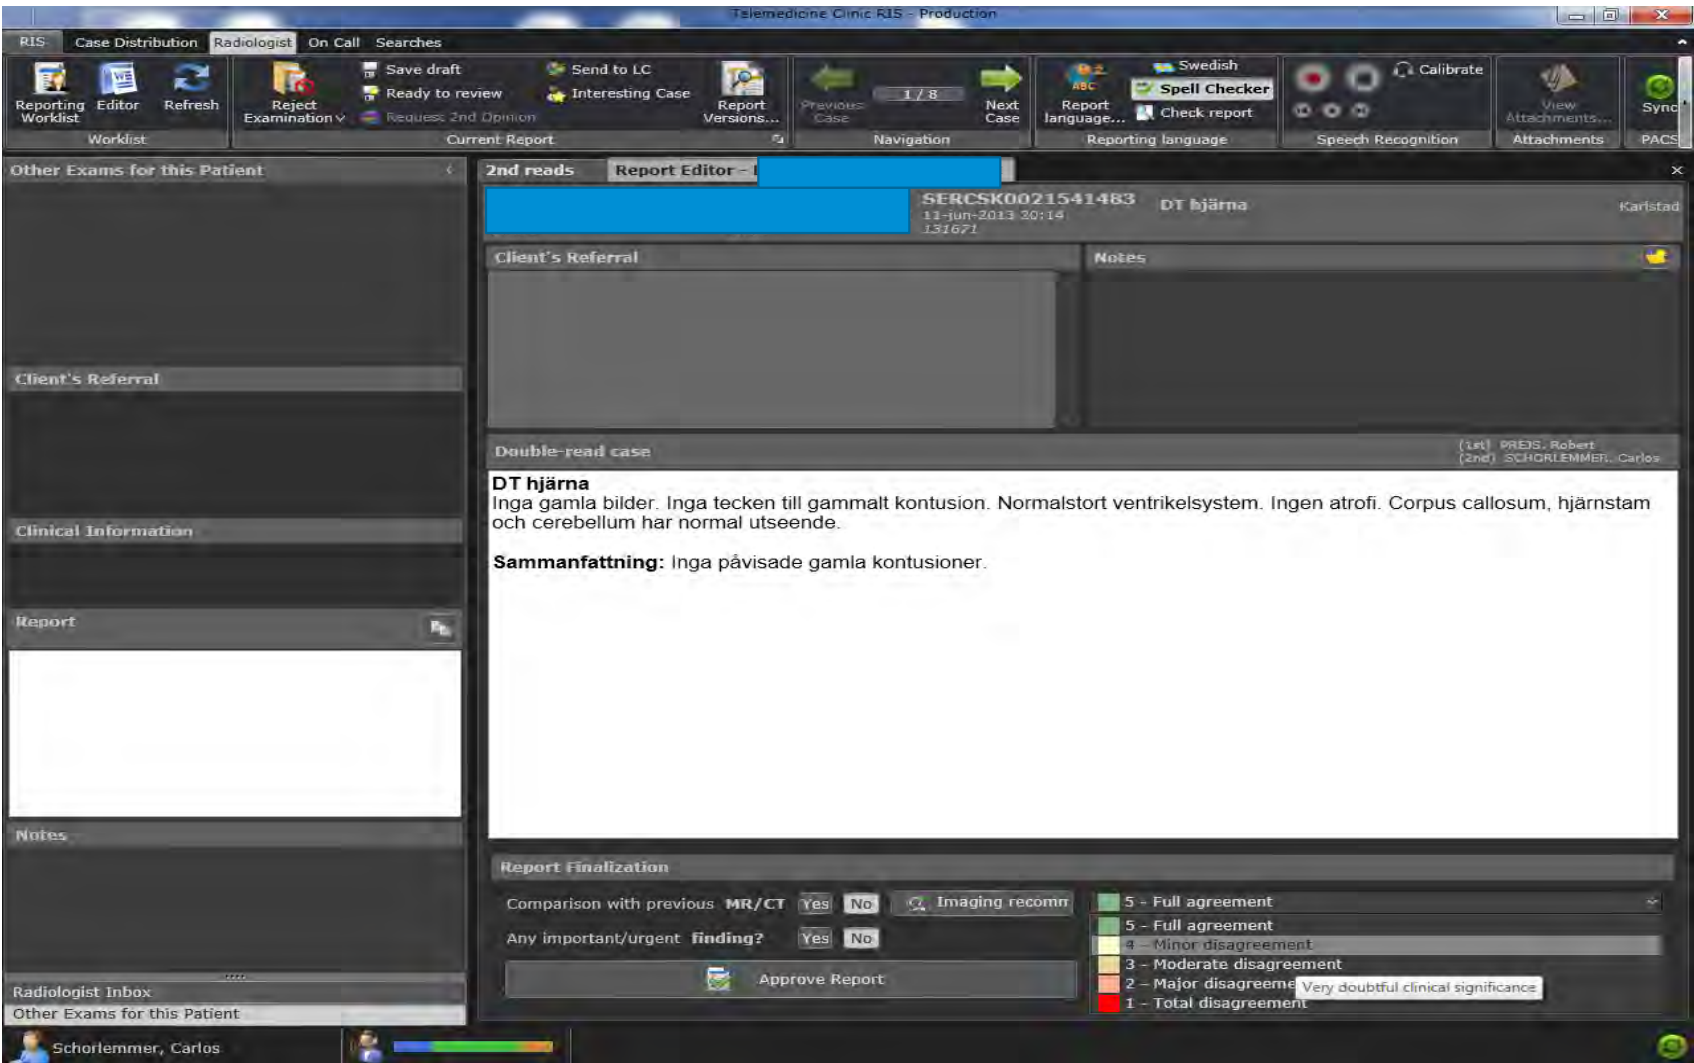 Telemedicine Clinic RIS - Production
RIS Case Distribution Radiologist On Call Searches
Save draft Send to LC Swedish Calibrate
Ready to review Interesting Case Spell Checker
Reporting Worklist Editor Refresh Reject Examination Request 2nd Opinion Report Versions... Previous Case 1 / 8 Next Case ABC Report language... Check report View Attachments... Sync
Worklist Current Report Navigation Reporting language Speech Recognition Attachments PACS
Other Exams for this Patient 2nd reads Report Editor -
SERCSK0021541483 DT hjärna Karlstad
11-jun-2013 20:14
131671
Client's Referral Notes
Client's Referral
Double-read case (1st) PREJS, Robert
(2nd) SCHORLEMMER, Carlos
DT hjärna
Inga gamla bilder. Inga tecken till gammalt kontusion. Normalstort ventrikelsystem. Ingen atrofi. Corpus callosum, hjärnstam
och cerebellum har normal utseende.
Sammanfattning: Inga påvisade gamla kontusioner.
Clinical Information
Report
Notes
Report Finalization
Comparison with previous MR/CT Yes No Imaging recomm
Any important/urgent finding? Yes No
Approve Report
5 - Full agreement
5 - Full agreement
4 - Minor disagreement
3 - Moderate disagreement
2 - Major disagreeme
Very doubtful clinical significance
1 - Total disagreement
Radiologist Inbox
Other Exams for this Patient
Schorlemmer, Carlos